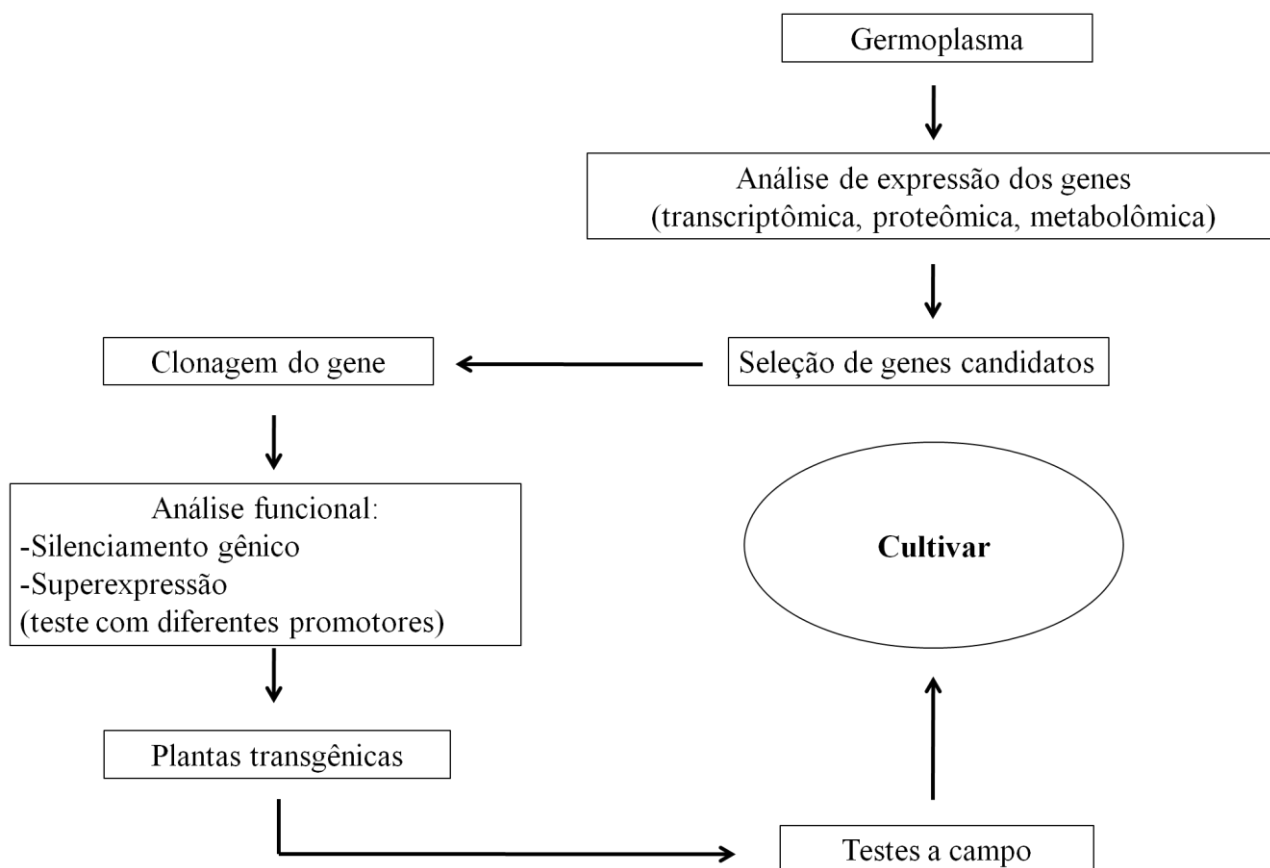 Germoplasma
Análise de expressão dos genes
(transcriptômica, proteômica, metabolômica)
Seleção de genes candidatos
Clonagem do gene
Análise funcional:
-Silenciamento gênico
-Superexpressão
(teste com diferentes promotores)
Plantas transgênicas
Testes a campo
Cultivar